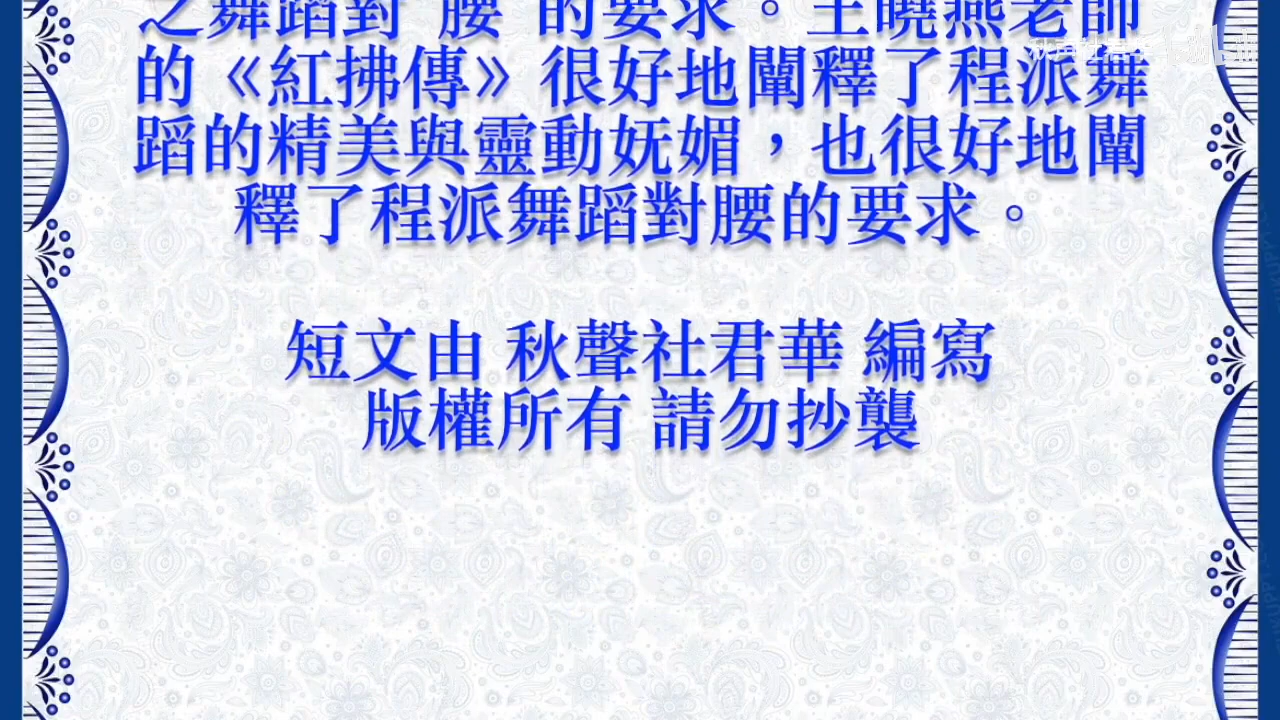 之舞蹈對“腰”的要求。王曉燕老師
的《紅拂傳》很好地闡釋了程派舞
蹈的精美與靈動妩媚，也很好地闡
釋了程派舞蹈對腰的要求。
短文由 秋聲社君華 編寫
版權所有 請勿抄襲